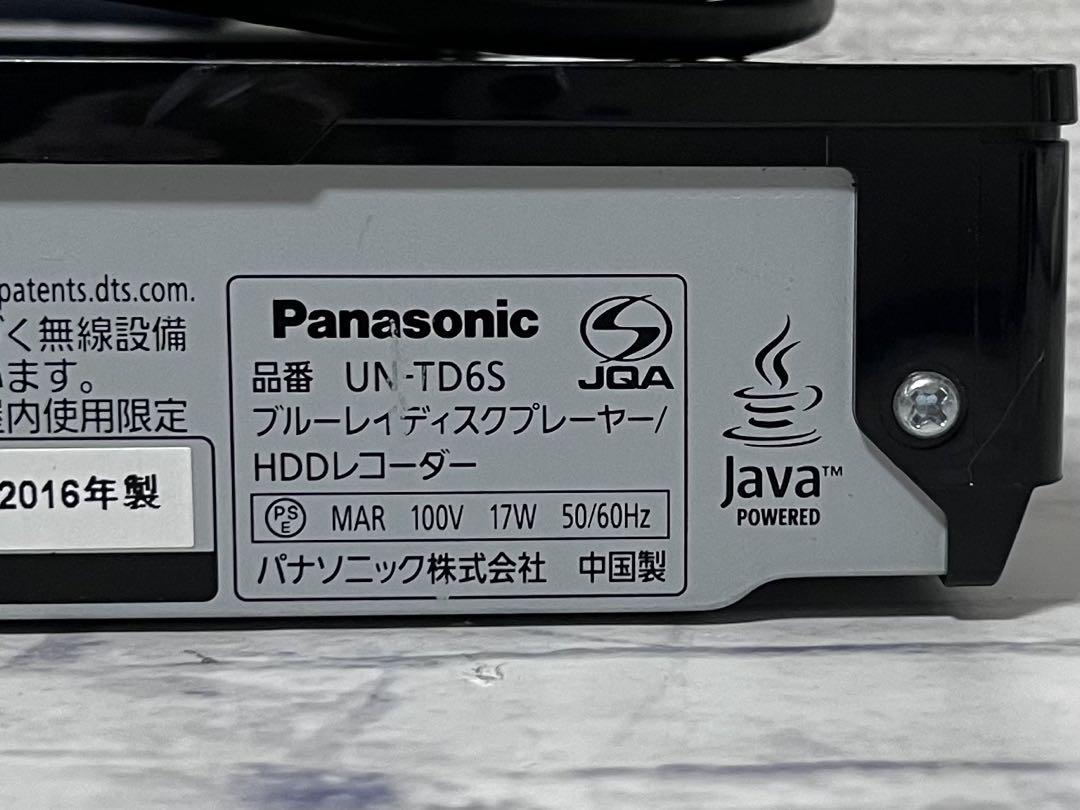 patents.dts.com.
く無線設備
います。
屋内使用限定
2016年製
Panasonic
JQA
品番 UN-TD6S
ブルーレイディスクプレーヤー/
HDDレコーダー
PSE MAR 100V 17W 50/60Hz
パナソニック株式会社 中国製
Java™
POWERED